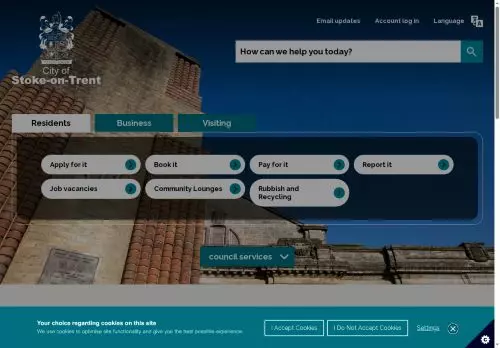 Email updates
Account log in
Language
City of
Stoke-on-Trent
How can we help you today?
Residents
Business
Visiting
Apply for it
Book it
Pay for it
Report it
Job vacancies
Community Lounges
Rubbish and
Recycling
council services
Your choice regarding cookies on this site
We use cookies to optimise site functionality and give you the best possible experience.
I Accept Cookies
I Do Not Accept Cookies
Settings